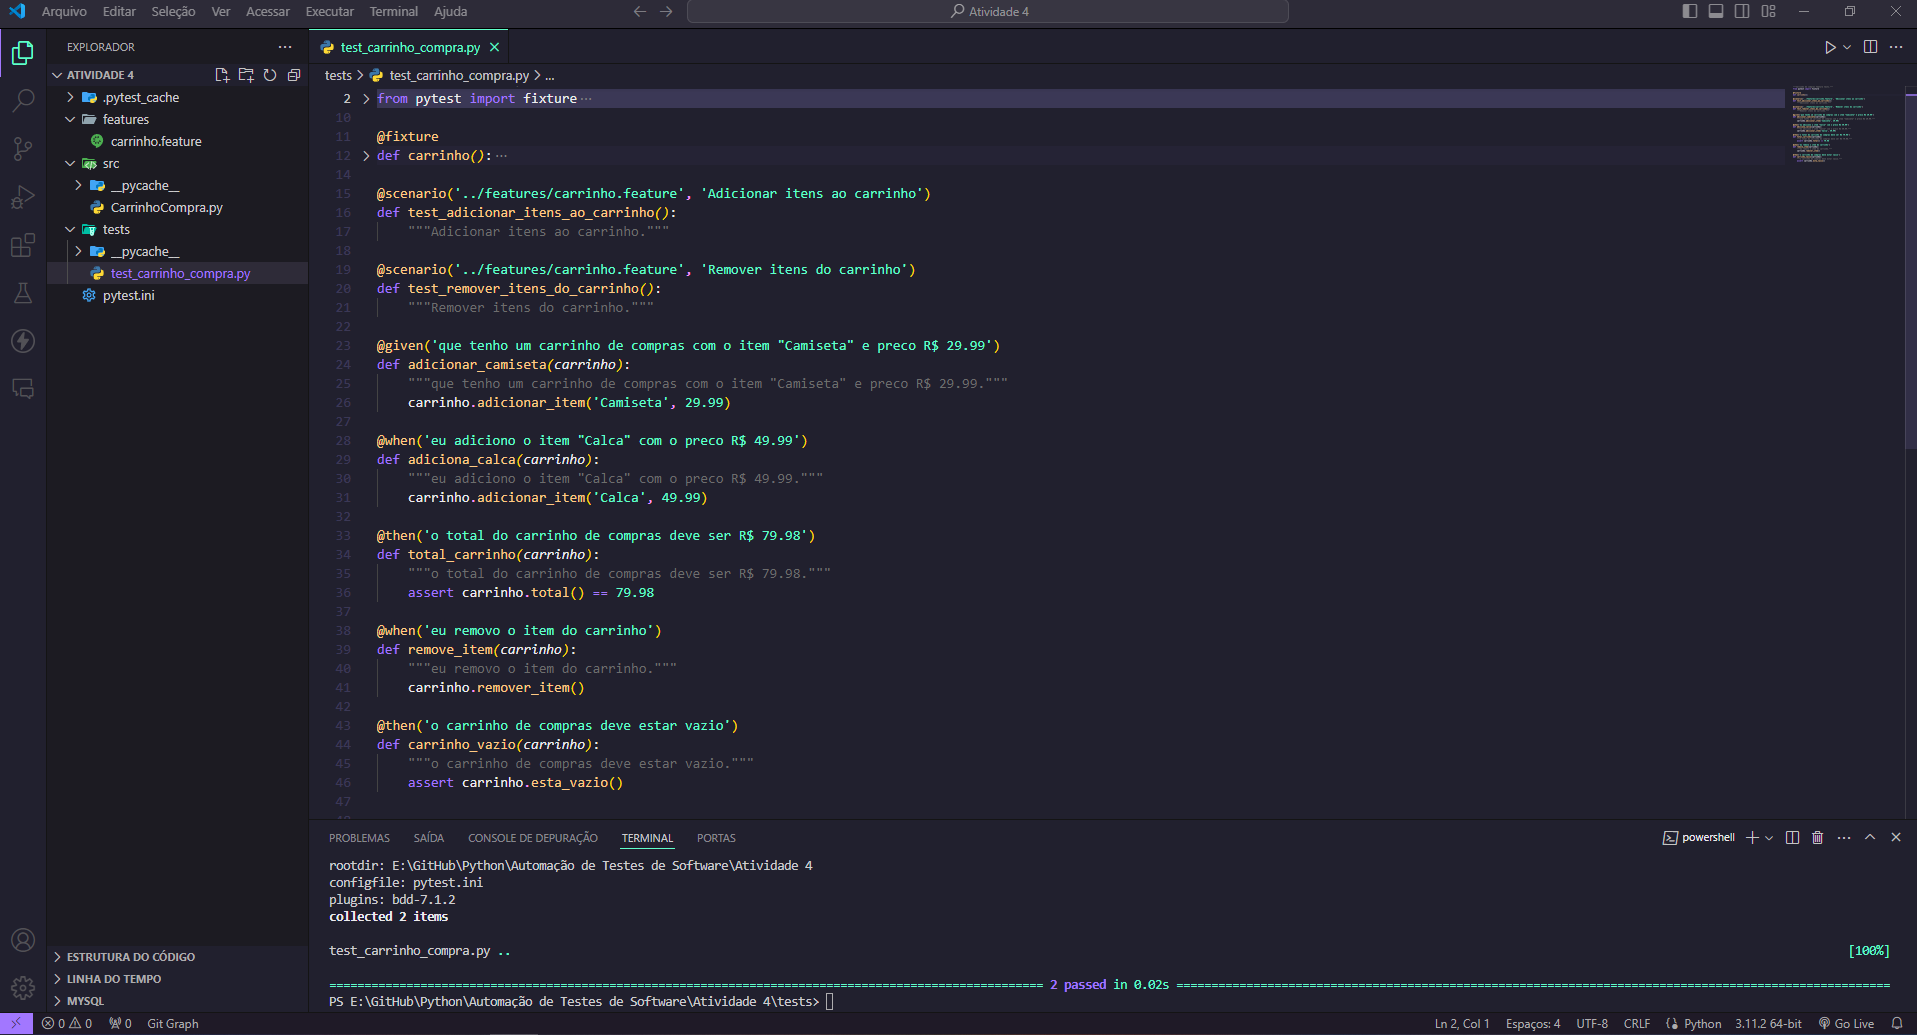 Arquivo Editar Seleção Ver Acessar Executar Terminal Ajuda
Atividade 4
EXPLORADOR
ATIVIDADE 4
.pytest_cache
features
carrinho.feature
src
__pycache__
CarrinhoCompra.py
tests
__pycache__
test_carrinho_compra.py
pytest.ini
ESTRUTURA DO CÓDIGO
LINHA DO TEMPO
MYSQL
test_carrinho_compra.py
tests > test_carrinho_compra.py > ...
2 from pytest import fixture ...
10
11 @fixture
12 def carrinho(): ...
14
15 @scenario('../features/carrinho.feature', 'Adicionar itens ao carrinho')
16 def test_adicionar_itens_ao_carrinho():
17 """Adicionar itens ao carrinho."""
18
19 @scenario('../features/carrinho.feature', 'Remover itens do carrinho')
20 def test_remover_itens_do_carrinho():
21 """Remover itens do carrinho."""
22
23 @given('que tenho um carrinho de compras com o item "Camiseta" e preco R$ 29.99')
24 def adicionar_camiseta(carrinho):
25 """que tenho um carrinho de compras com o item "Camiseta" e preco R$ 29.99."""
26 carrinho.adicionar_item('Camiseta', 29.99)
27
28 @when('eu adiciono o item "Calca" com o preco R$ 49.99')
29 def adiciona_calca(carrinho):
30 """eu adiciono o item "Calca" com o preco R$ 49.99."""
31 carrinho.adicionar_item('Calca', 49.99)
32
33 @then('o total do carrinho de compras deve ser R$ 79.98')
34 def total_carrinho(carrinho):
35 """o total do carrinho de compras deve ser R$ 79.98."""
36 assert carrinho.total() == 79.98
37
38 @when('eu removo o item do carrinho')
39 def remove_item(carrinho):
40 """eu removo o item do carrinho."""
41 carrinho.remover_item()
42
43 @then('o carrinho de compras deve estar vazio')
44 def carrinho_vazio(carrinho):
45 """o carrinho de compras deve estar vazio."""
46 assert carrinho.esta_vazio()
47
PROBLEMAS SAÍDA CONSOLE DE DEPURAÇÃO TERMINAL PORTAS
powershell
rootdir: E:\GitHub\Python\Automação de Testes de Software\Atividade 4
configfile: pytest.ini
plugins: bdd-7.1.2
collected 2 items
test_carrinho_compra.py .. [100%]
2 passed in 0.02s
PS E:\GitHub\Python\Automação de Testes de Software\Atividade 4\tests>
0 0 0 Git Graph
Ln 2, Col 1 Espaços: 4 UTF-8 CRLF Python 3.11.2 64-bit Go Live